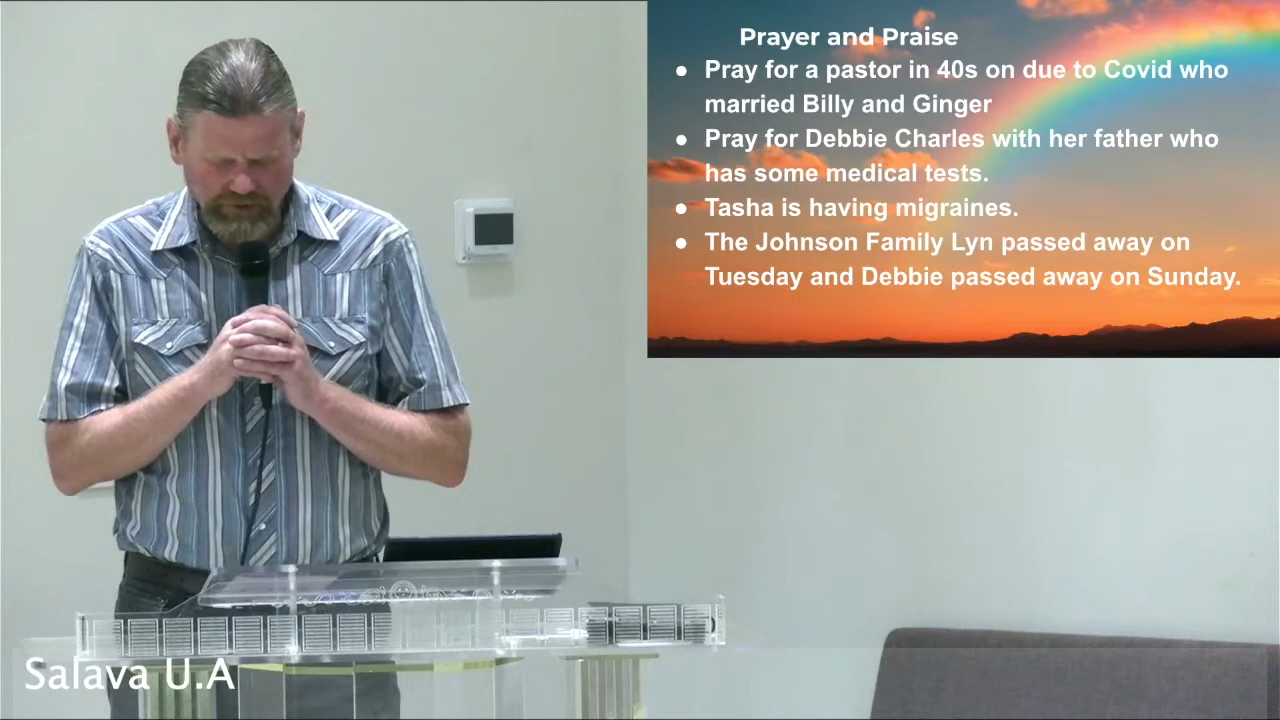 Prayer and Praise
● Pray for a pastor in 40s on due to Covid who
married Billy and Ginger
● Pray for Debbie Charles with her father who
has some medical tests.
● Tasha is having migraines.
● The Johnson Family Lyn passed away on
Tuesday and Debbie passed away on Sunday.
Salava U.A